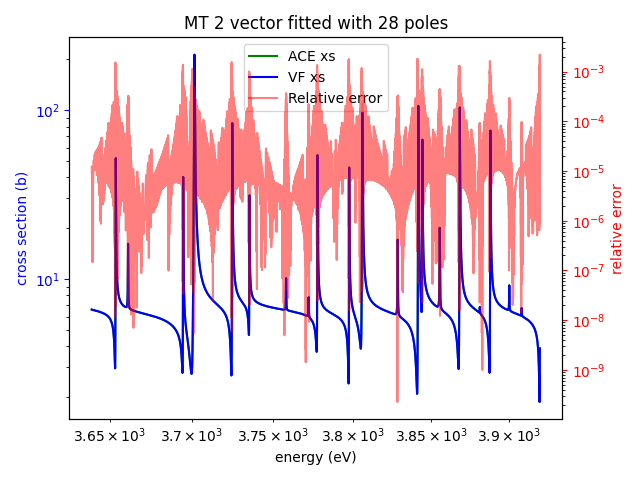 MT 2 vector fitted with 28 poles
ACE xs
VF xs
Relative error
cross section (b)
10²
10¹
relative error
10⁻³
10⁻⁴
10⁻⁵
10⁻⁶
10⁻⁷
10⁻⁸
10⁻⁹
3.65 × 10³ 3.7 × 10³ 3.75 × 10³ 3.8 × 10³ 3.85 × 10³ 3.9 × 10³
energy (eV)